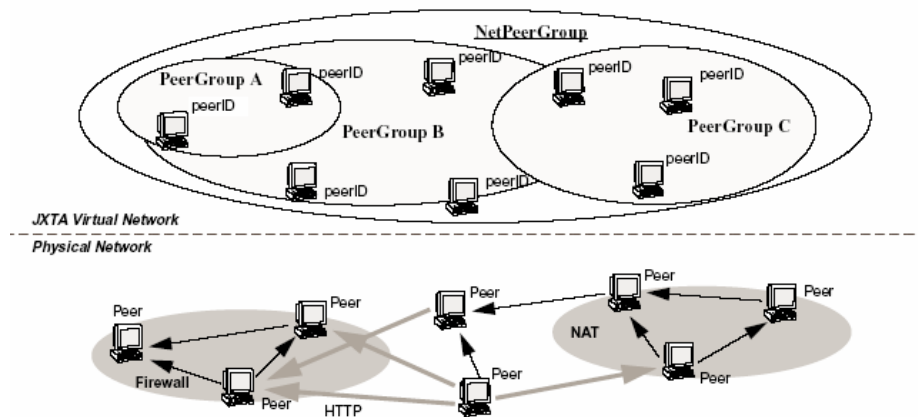 NetPeerGroup
PeerGroup A
peerID
peerID
peerID
peerID
peerID
PeerGroup B
PeerGroup C
peerID
peerID
peerID
peerID
JXTA Virtual Network
Physical Network
Peer
Peer
Peer
Peer
Peer
NAT
Firewall
Peer
Peer
Peer
HTTP